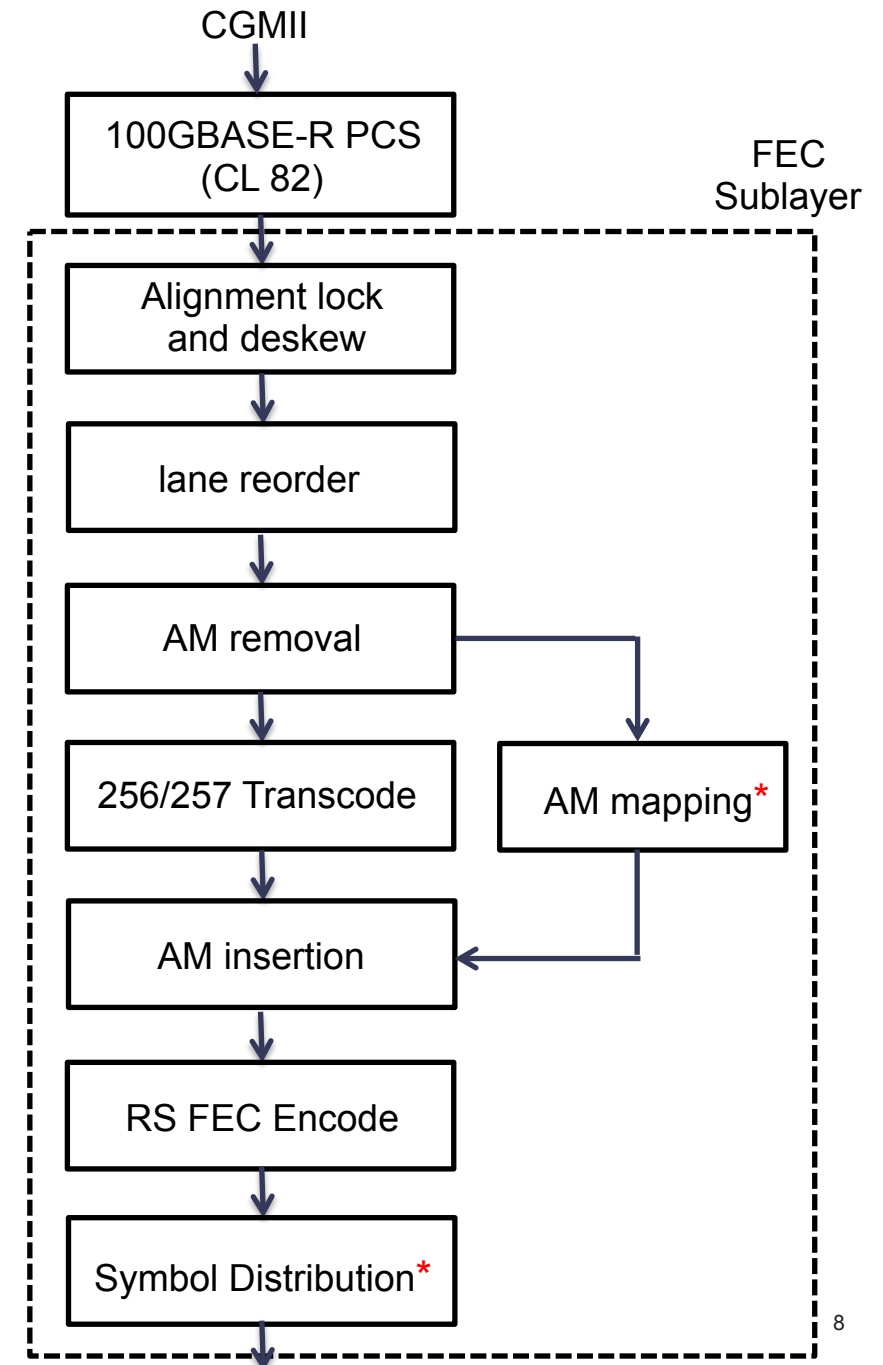 CGMII
100GBASE-R PCS
(CL 82)
FEC
Sublayer
Alignment lock
and deskew
lane reorder
AM removal
256/257 Transcode
AM mapping*
AM insertion
RS FEC Encode
Symbol Distribution*
8